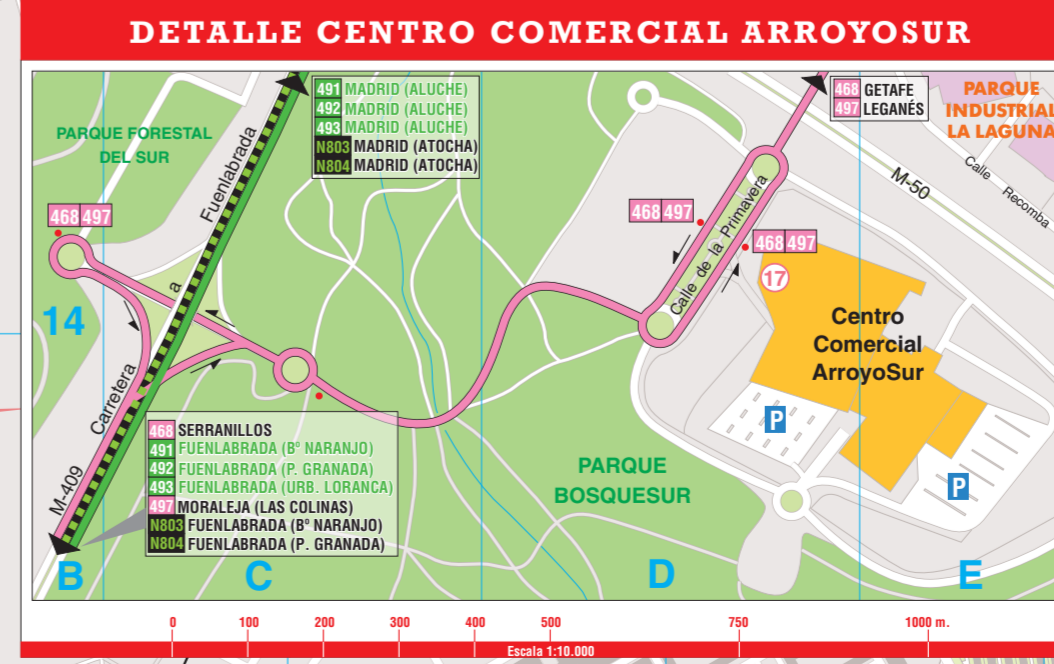 DETALLE CENTRO COMERCIAL ARROYOSUR
491 MADRID (ALUCHE)
492 MADRID (ALUCHE)
493 MADRID (ALUCHE)
N803 MADRID (ATOCHA)
N804 MADRID (ATOCHA)
468 GETAFE
497 LEGANÉS
PARQUE
INDUSTRIAL
LA LAGUNA
PARQUE FORESTAL
DEL SUR
Fuenlabrada
a
Carretera
M-409
M-50
Calle Recomba
468 497
468 497
Calle de la Primavera
468 497
17
14
Centro
Comercial
ArroyoSur
P
P
468 SERRANILLOS
491 FUENLABRADA (Bº NARANJO)
492 FUENLABRADA (P. GRANADA)
493 FUENLABRADA (URB. LORANCA)
497 MORALEJA (LAS COLINAS)
N803 FUENLABRADA (Bº NARANJO)
N804 FUENLABRADA (P. GRANADA)
PARQUE
BOSQUESUR
B C D E
0 100 200 300 400 500 750 1000 m.
Escala 1:10.000